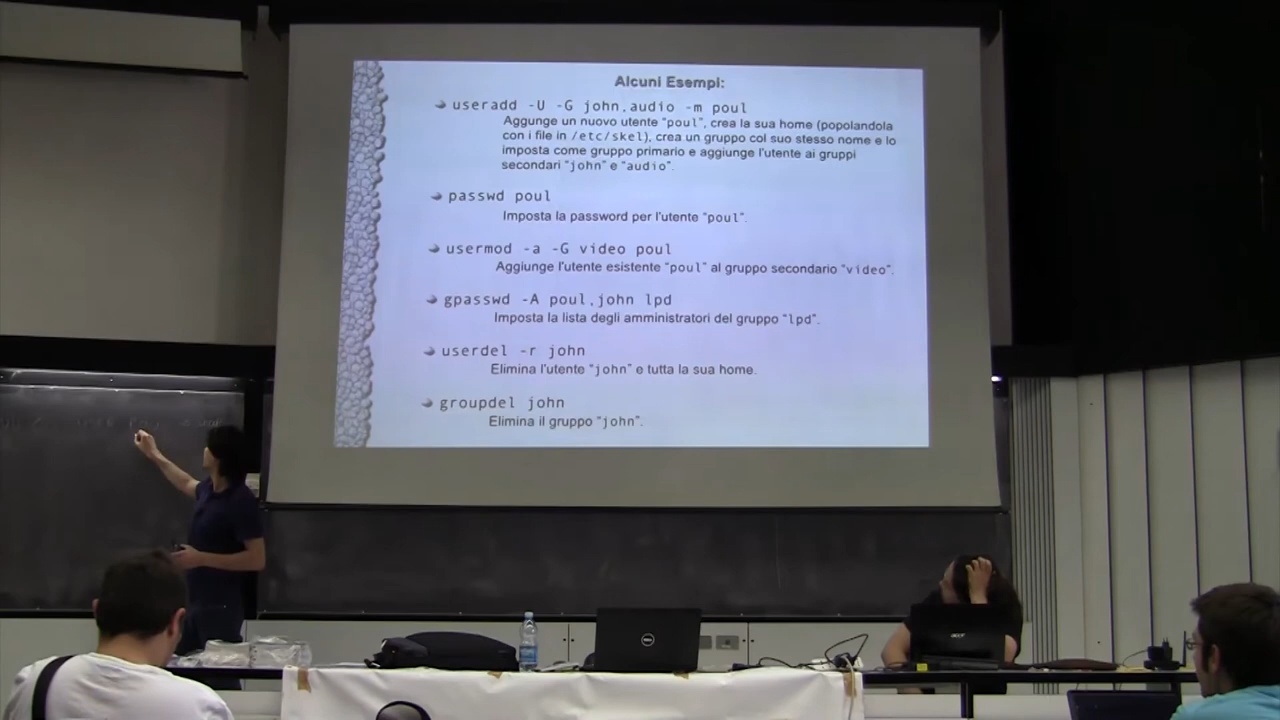 Alcuni Esempi:
useradd -U -G john,audio -m poul
Aggunge un nuovo utente "poul", crea la sua home (popolandola
con i file in /etc/skel), crea un gruppo col suo stesso nome e lo
imposta come gruppo primario e aggiunge l'utente ai gruppi
secondari "john" e "audio".
passwd poul
Imposta la password per l'utente "poul".
usermod -a -G video poul
Aggiunge l'utente esistente "poul" al gruppo secondario "video".
gpasswd -A poul,john lpd
Imposta la lista degli amministratori del gruppo "lpd".
userdel -r john
Elimina l'utente "john" e tutta la sua home.
groupdel john
Elimina il gruppo "john".
DELL
acer